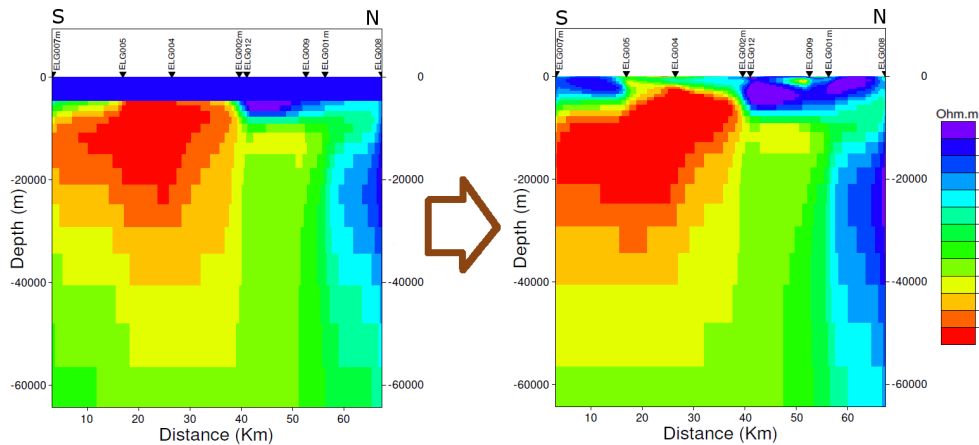 S N
ELG007m ELG005 ELG004 ELG002m ELG012 ELG009 ELG001m ELG008
0 0
-20000 -20000
-40000 -40000
-60000 -60000
Depth (m)
10 20 30 40 50 60
Distance (Km)
S N
ELG007m ELG005 ELG004 ELG002m ELG012 ELG009 ELG001m ELG008
0 0
-20000 -20000
-40000 -40000
-60000 -60000
Depth (m)
10 20 30 40 50 60
Distance (Km)
Ohm.m